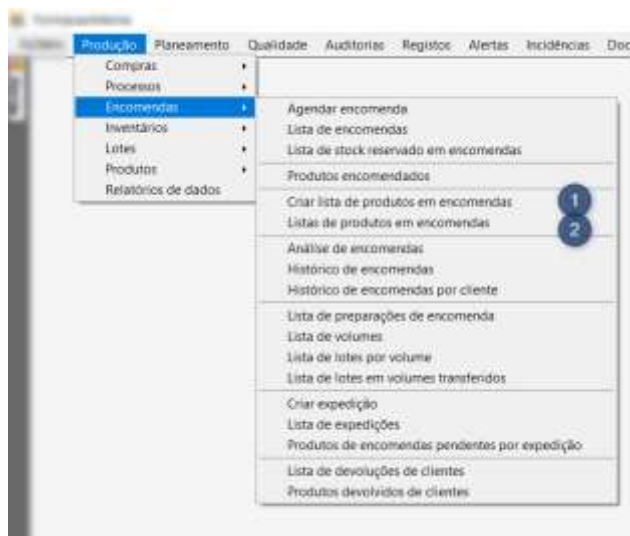 Produção Planeamento Qualidade Auditorias Registos Alertas Incidências Doc
Compras
Processos
Encomendas
Inventários
Lotes
Produtos
Relatórios de dados
Agendar encomenda
Lista de encomendas
Lista de stock reservado em encomendas
Produtos encomendados
Criar lista de produtos em encomendas 1
Listas de produtos em encomendas 2
Análise de encomendas
Histórico de encomendas
Histórico de encomendas por cliente
Lista de preparações de encomenda
Lista de volumes
Lista de lotes por volume
Lista de lotes em volumes transferidos
Criar expedição
Lista de expedições
Produtos de encomendas pendentes por expedição
Lista de devoluções de clientes
Produtos devolvidos de clientes